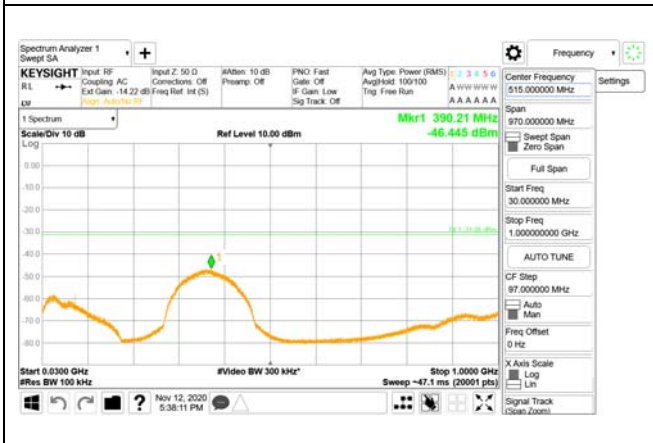 Spectrum Analyzer 1
Swept SA
+
Frequency
KEYSIGHT
RL
Input: RF
Coupling: AC
Ext Gain: -14.22 dB
Align: Auto/No RF
Input Z: 50 Ω
Corrections: Off
Freq Ref: Int (S)
#Atten: 10 dB
Preamp: Off
PNO: Fast
Gate: Off
IF Gain: Low
Sig Track: Off
Avg Type: Power (RMS)
Avg|Hold: 100/100
Trig: Free Run
1 2 3 4 5 6
A W W W W W
A A A A A A
1 Spectrum
Scale/Div 10 dB
Ref Level 10.00 dBm
Mkr1 390.21 MHz
-46.445 dBm
Log
0.00
-10.0
-20.0
-30.0
-40.0
-50.0
-60.0
-70.0
-80.0
1
Start 0.0300 GHz
#Video BW 300 kHz*
Stop 1.0000 GHz
#Res BW 100 kHz
Sweep ~47.1 ms (20001 pts)
Nov 12, 2020
5:38:11 PM
?
Center Frequency
515.000000 MHz
Settings
Span
970.000000 MHz
Swept Span
Zero Span
Full Span
Start Freq
30.000000 MHz
Stop Freq
1.000000000 GHz
AUTO TUNE
CF Step
97.000000 MHz
Auto
Man
Freq Offset
0 Hz
X Axis Scale
Log
Lin
Signal Track
(Span Zoom)